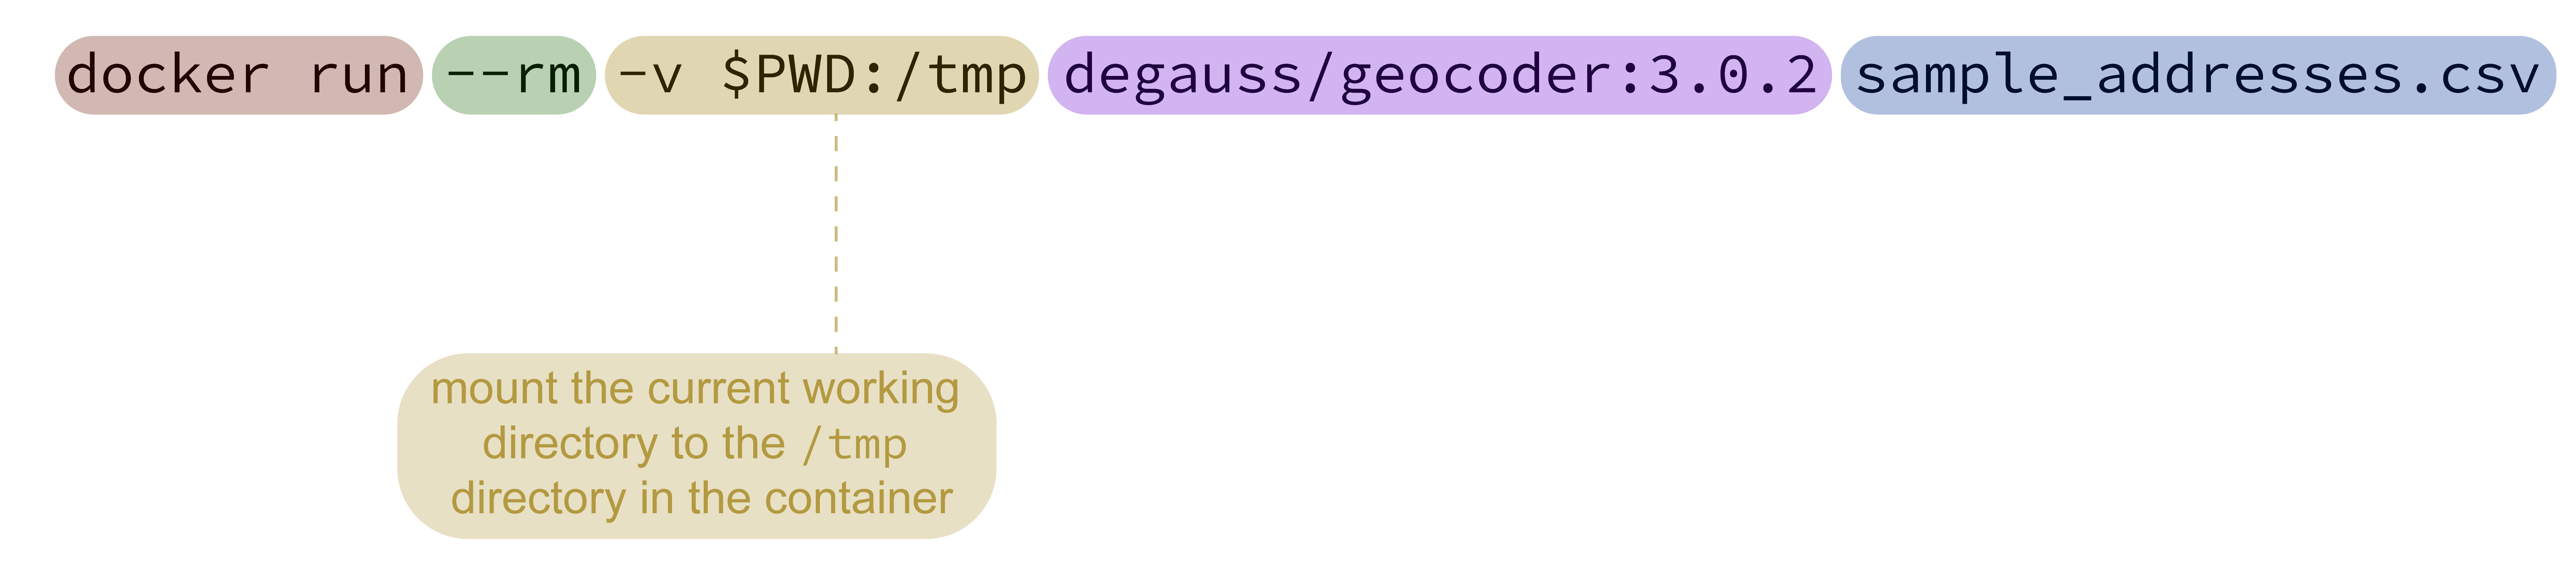 docker run --rm -v $PWD:/tmp degauss/geocoder:3.0.2 sample_addresses.csv
mount the current working
directory to the /tmp
directory in the container